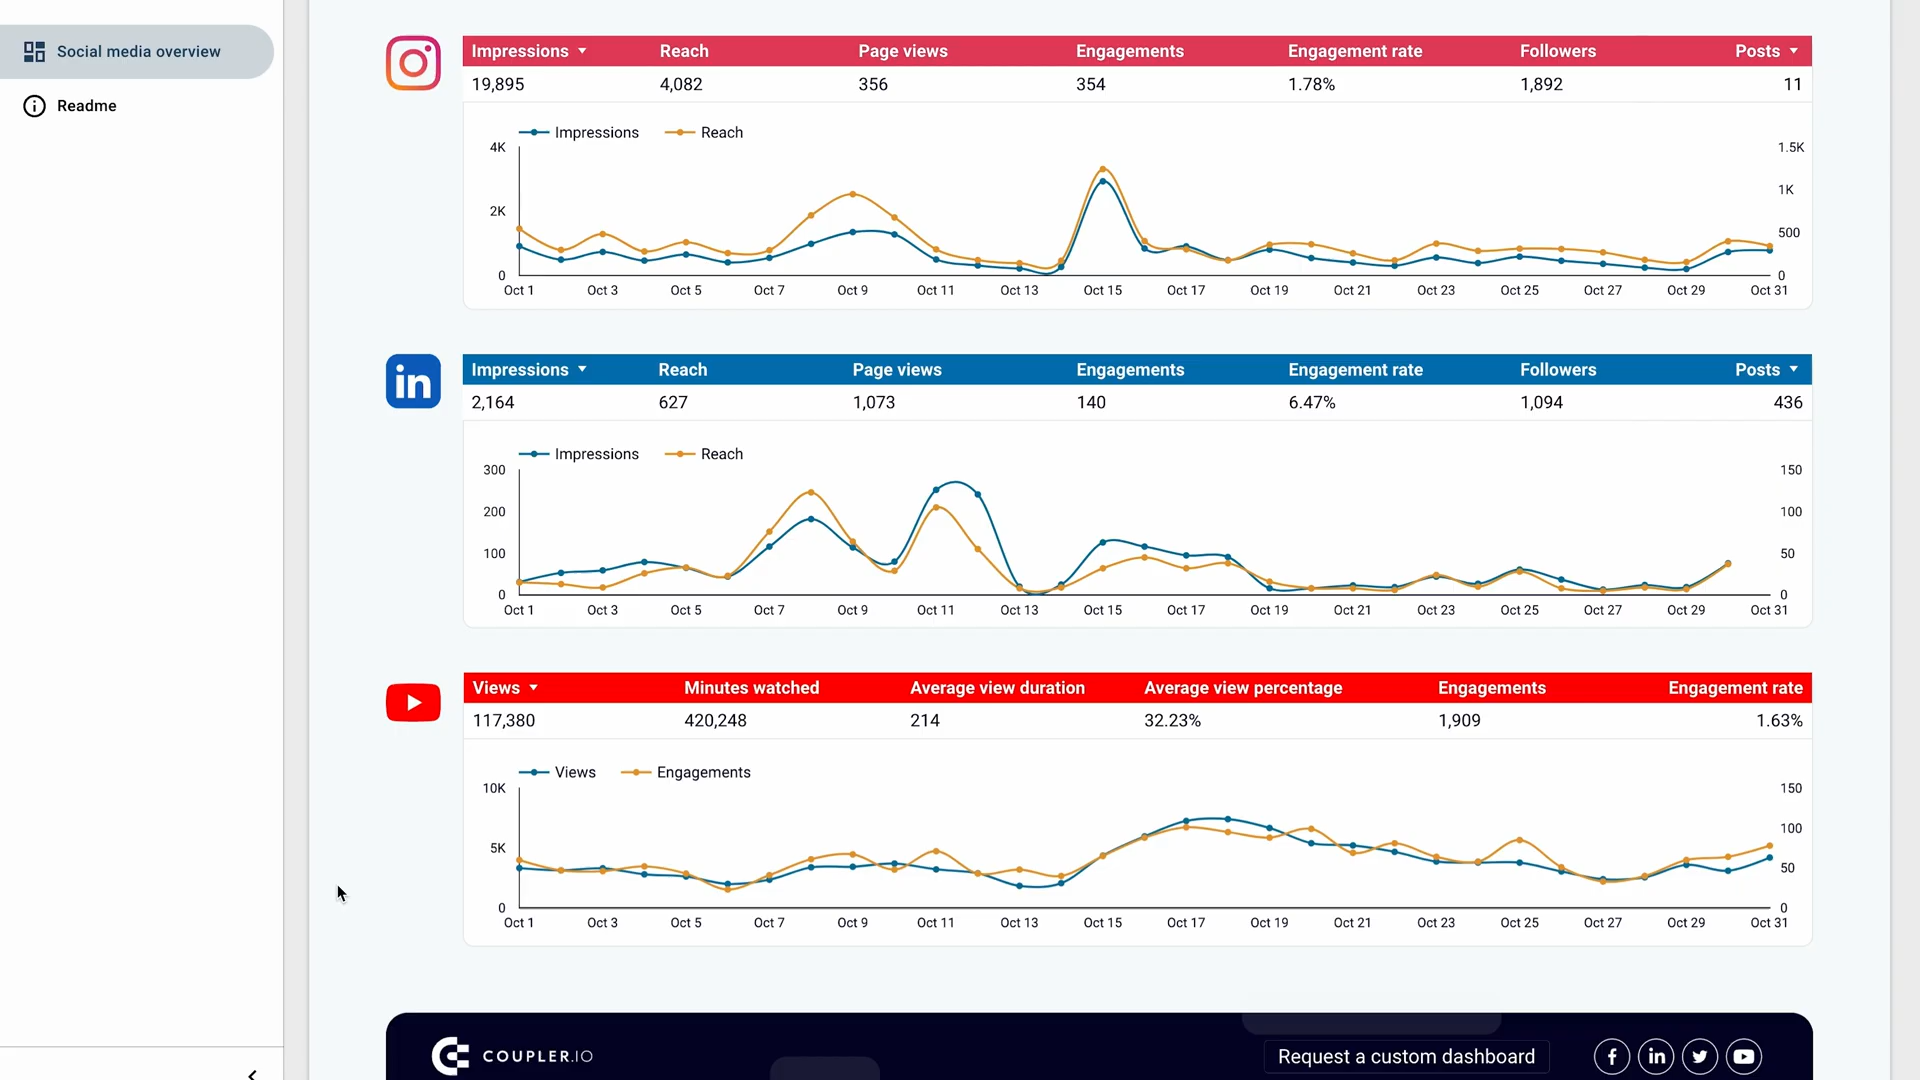 Social media overview
Readme
Impressions Reach Page views Engagements Engagement rate Followers Posts
19,895 4,082 356 354 1.78% 1,892 11
Impressions Reach
4K 1.5K
1K
2K 500
0 0
Oct 1 Oct 3 Oct 5 Oct 7 Oct 9 Oct 11 Oct 13 Oct 15 Oct 17 Oct 19 Oct 21 Oct 23 Oct 25 Oct 27 Oct 29 Oct 31
in
Impressions Reach Page views Engagements Engagement rate Followers Posts
2,164 627 1,073 140 6.47% 1,094 436
Impressions Reach
300 150
200 100
100 50
0 0
Oct 1 Oct 3 Oct 5 Oct 7 Oct 9 Oct 11 Oct 13 Oct 15 Oct 17 Oct 19 Oct 21 Oct 23 Oct 25 Oct 27 Oct 29 Oct 31
Views Minutes watched Average view duration Average view percentage Engagements Engagement rate
117,380 420,248 214 32.23% 1,909 1.63%
Views Engagements
10K 150
100
5K 50
0 0
Oct 1 Oct 3 Oct 5 Oct 7 Oct 9 Oct 11 Oct 13 Oct 15 Oct 17 Oct 19 Oct 21 Oct 23 Oct 25 Oct 27 Oct 29 Oct 31
COUPLER.IO Request a custom dashboard f in